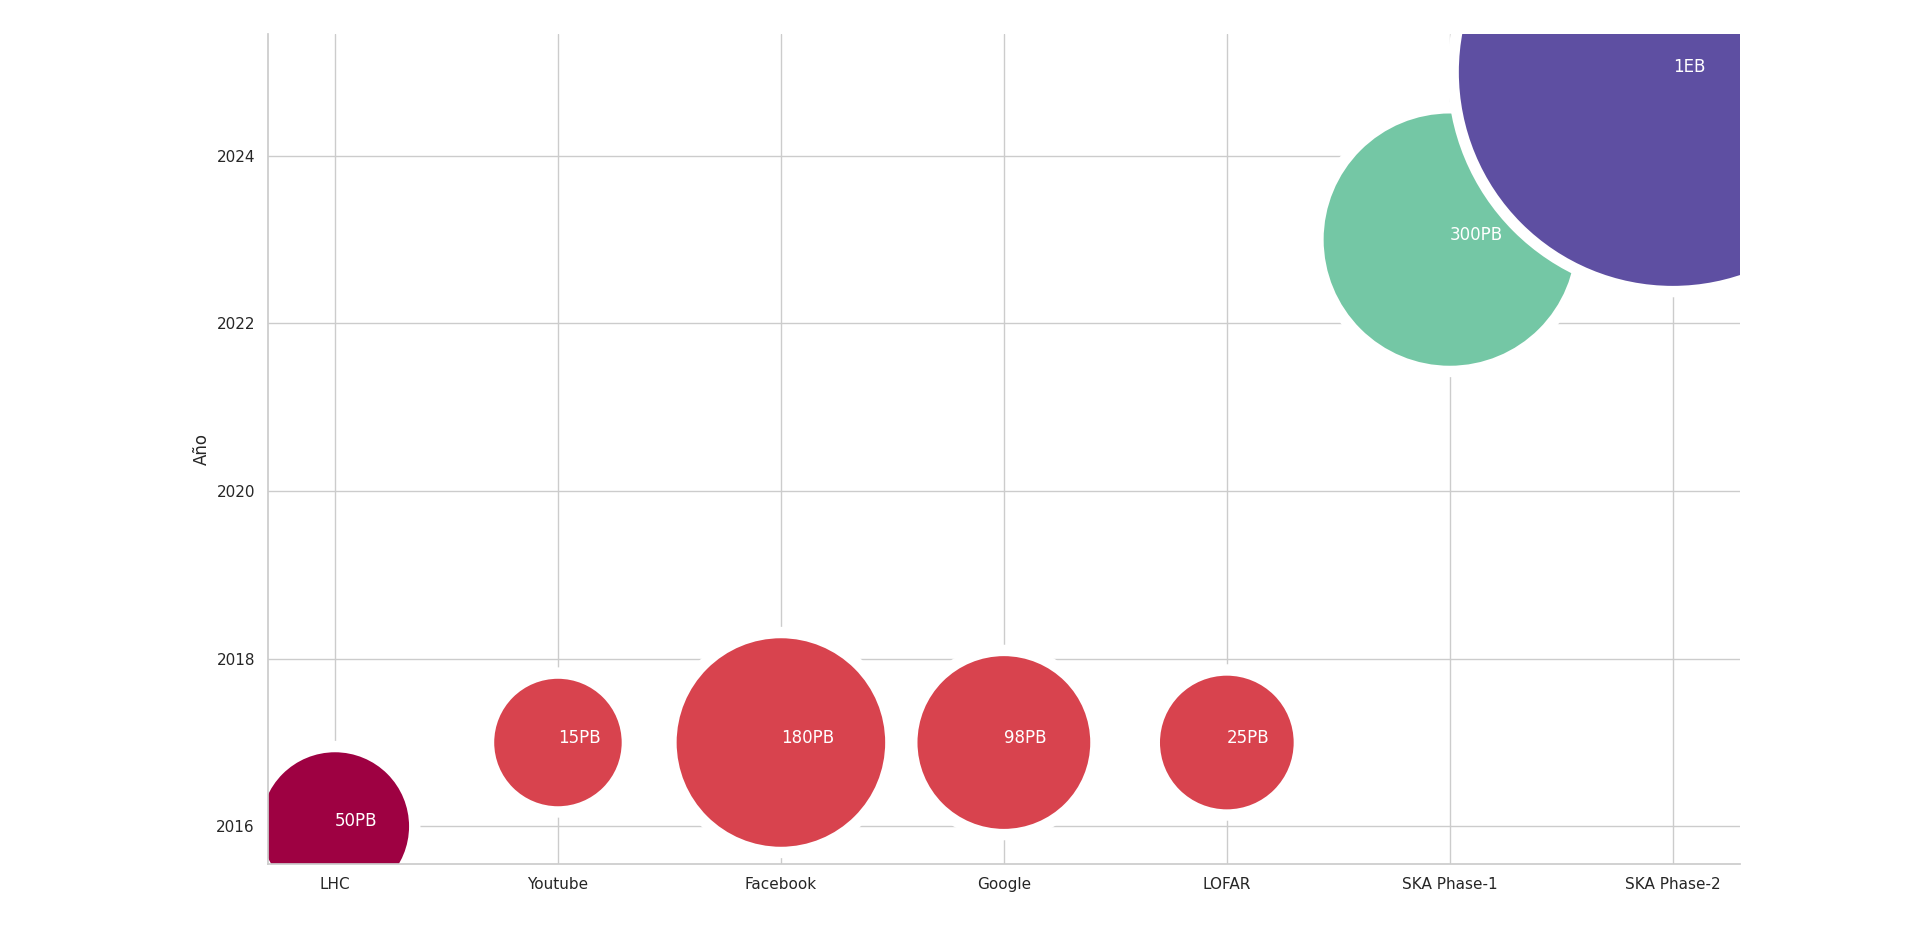 1EB
2024
300PB
2022
Año
2020
2018
15PB
180PB
98PB
25PB
2016
50PB
LHC
Youtube
Facebook
Google
LOFAR
SKA Phase-1
SKA Phase-2